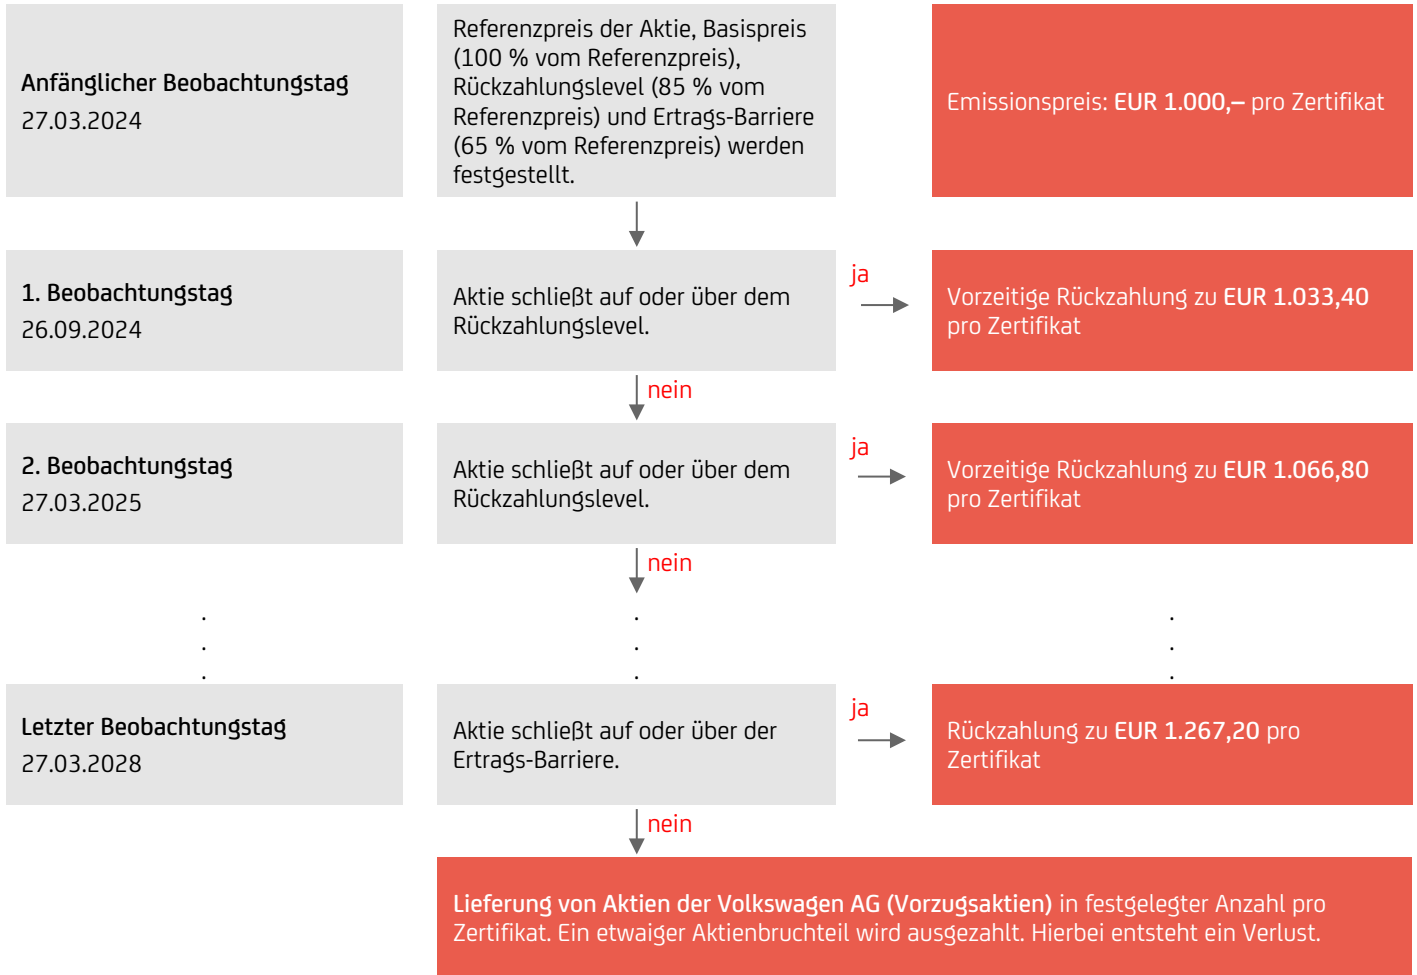 Anfänglicher Beobachtungstag
27.03.2024
Referenzpreis der Aktie, Basispreis
(100 % vom Referenzpreis),
Rückzahlungslevel (85 % vom
Referenzpreis) und Ertrags-Barriere
(65 % vom Referenzpreis) werden
festgestellt.
Emissionspreis: EUR 1.000,– pro Zertifikat
1. Beobachtungstag
26.09.2024
Aktie schließt auf oder über dem
Rückzahlungslevel.
ja
Vorzeitige Rückzahlung zu EUR 1.033,40
pro Zertifikat
nein
2. Beobachtungstag
27.03.2025
Aktie schließt auf oder über dem
Rückzahlungslevel.
ja
Vorzeitige Rückzahlung zu EUR 1.066,80
pro Zertifikat
nein
. . .
. . .
. . .
Letzter Beobachtungstag
27.03.2028
Aktie schließt auf oder über der
Ertrags-Barriere.
ja
Rückzahlung zu EUR 1.267,20 pro
Zertifikat
nein
Lieferung von Aktien der Volkswagen AG (Vorzugsaktien) in festgelegter Anzahl pro
Zertifikat. Ein etwaiger Aktienbruchteil wird ausgezahlt. Hierbei entsteht ein Verlust.